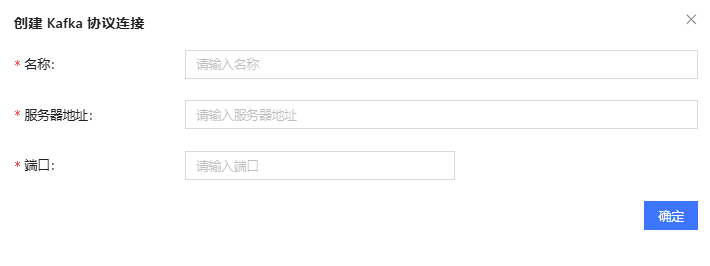 创建 Kafka 协议连接
* 名称:
请输入名称
* 服务器地址:
请输入服务器地址
* 端口:
请输入端口
确定